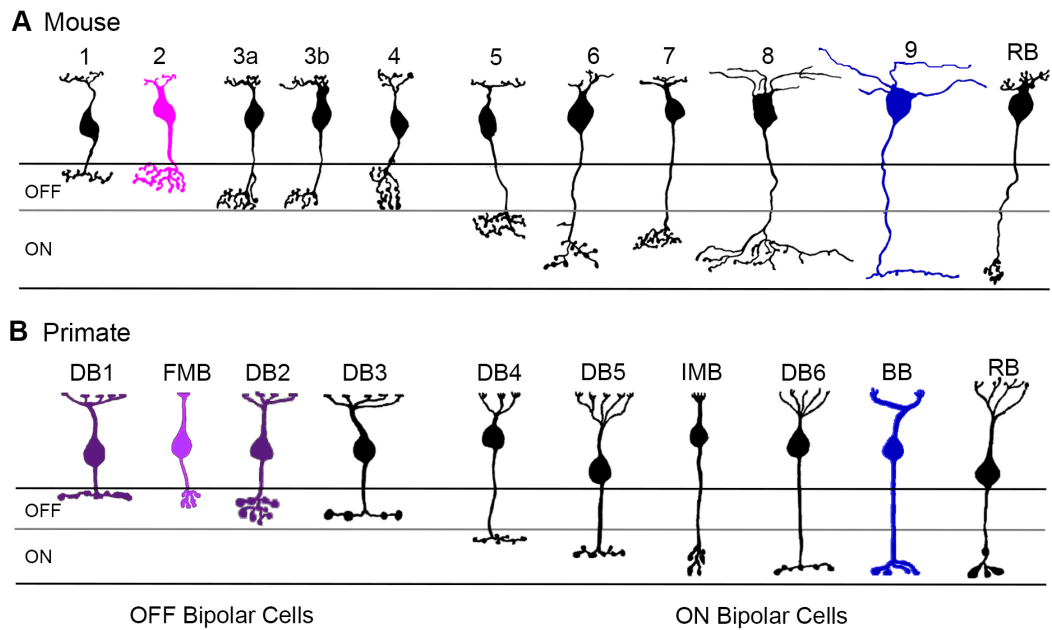 A Mouse
1 2 3a 3b 4 5 6 7 8 9 RB
OFF
ON
B Primate
DB1 FMB DB2 DB3 DB4 DB5 IMB DB6 BB RB
OFF
ON
OFF Bipolar Cells ON Bipolar Cells